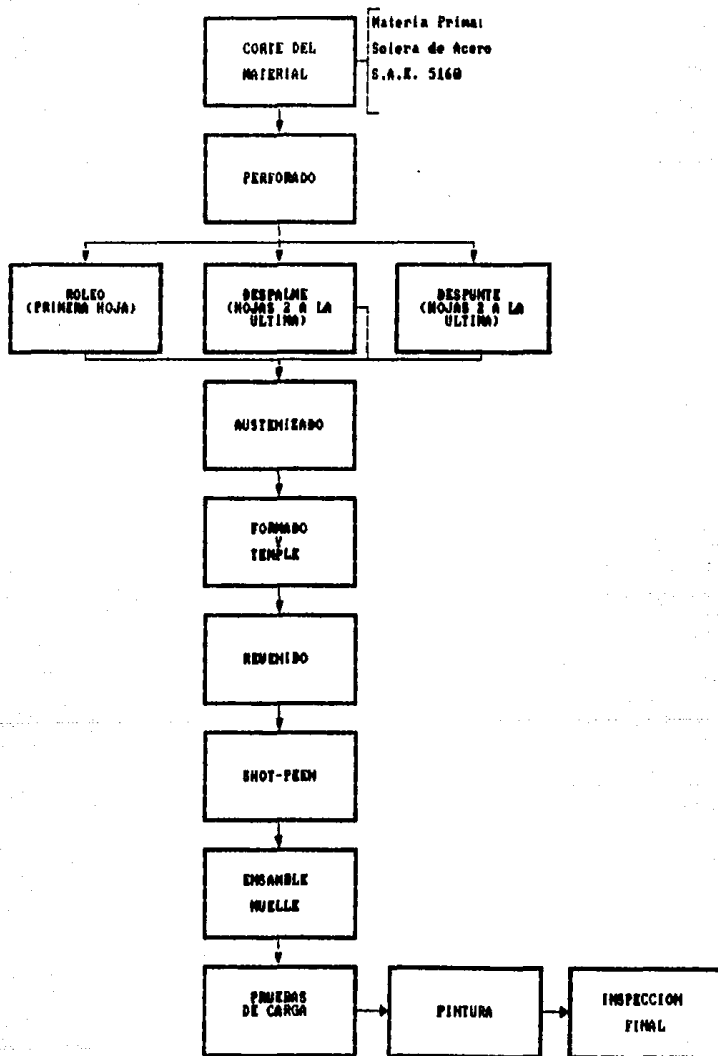 CORTE DEL
MATERIAL
Materia Prima:
Solera de Acero
S.A.E. 5160
PERFORADO
ROLEO
(PRIMERA HOJA)
DESPALME
(HOJAS 2 A LA
ULTIMA)
DESPUNTE
(HOJAS 2 A LA
ULTIMA)
AUSTEMIZADO
FORMADO
Y
TEMPLE
REVENIDO
SHOT-PEEN
ENSAMBLE
MUELLE
PRUEBAS
DE CARGA
PINTURA
INSPECCION
FINAL